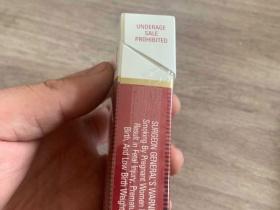 UNDERAGE
SALE
PROHIBITED
SURGEON GENERAL'S WARN
Smoking By Pregnant Women
Result in Fetal Injury, Premat
Birth, And Low Birth Weight